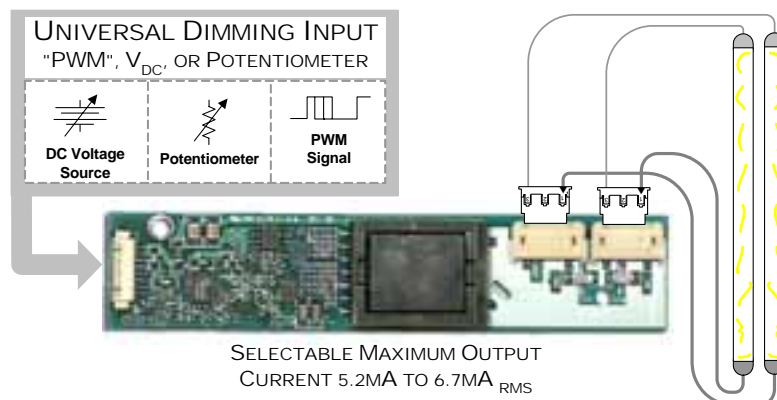 UNIVERSAL DIMMING INPUT
"PWM", VDC, OR POTENTIOMETER
DC Voltage
Source
Potentiometer
PWM
Signal
SELECTABLE MAXIMUM OUTPUT
CURRENT 5.2MA TO 6.7MA RMS